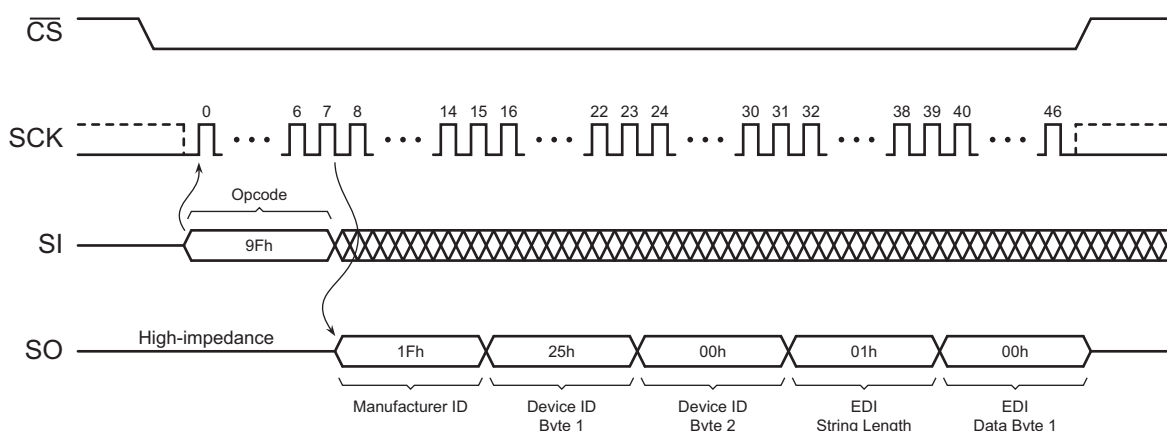 CS
0 6 7 8 14 15 16 22 23 24 30 31 32 38 39 40 46
SCK
Opcode
SI
9Fh
High-impedance
SO
1Fh 25h 00h 01h 00h
Manufacturer ID Device ID Device ID EDI EDI
Byte 1 Byte 2 String Length Data Byte 1